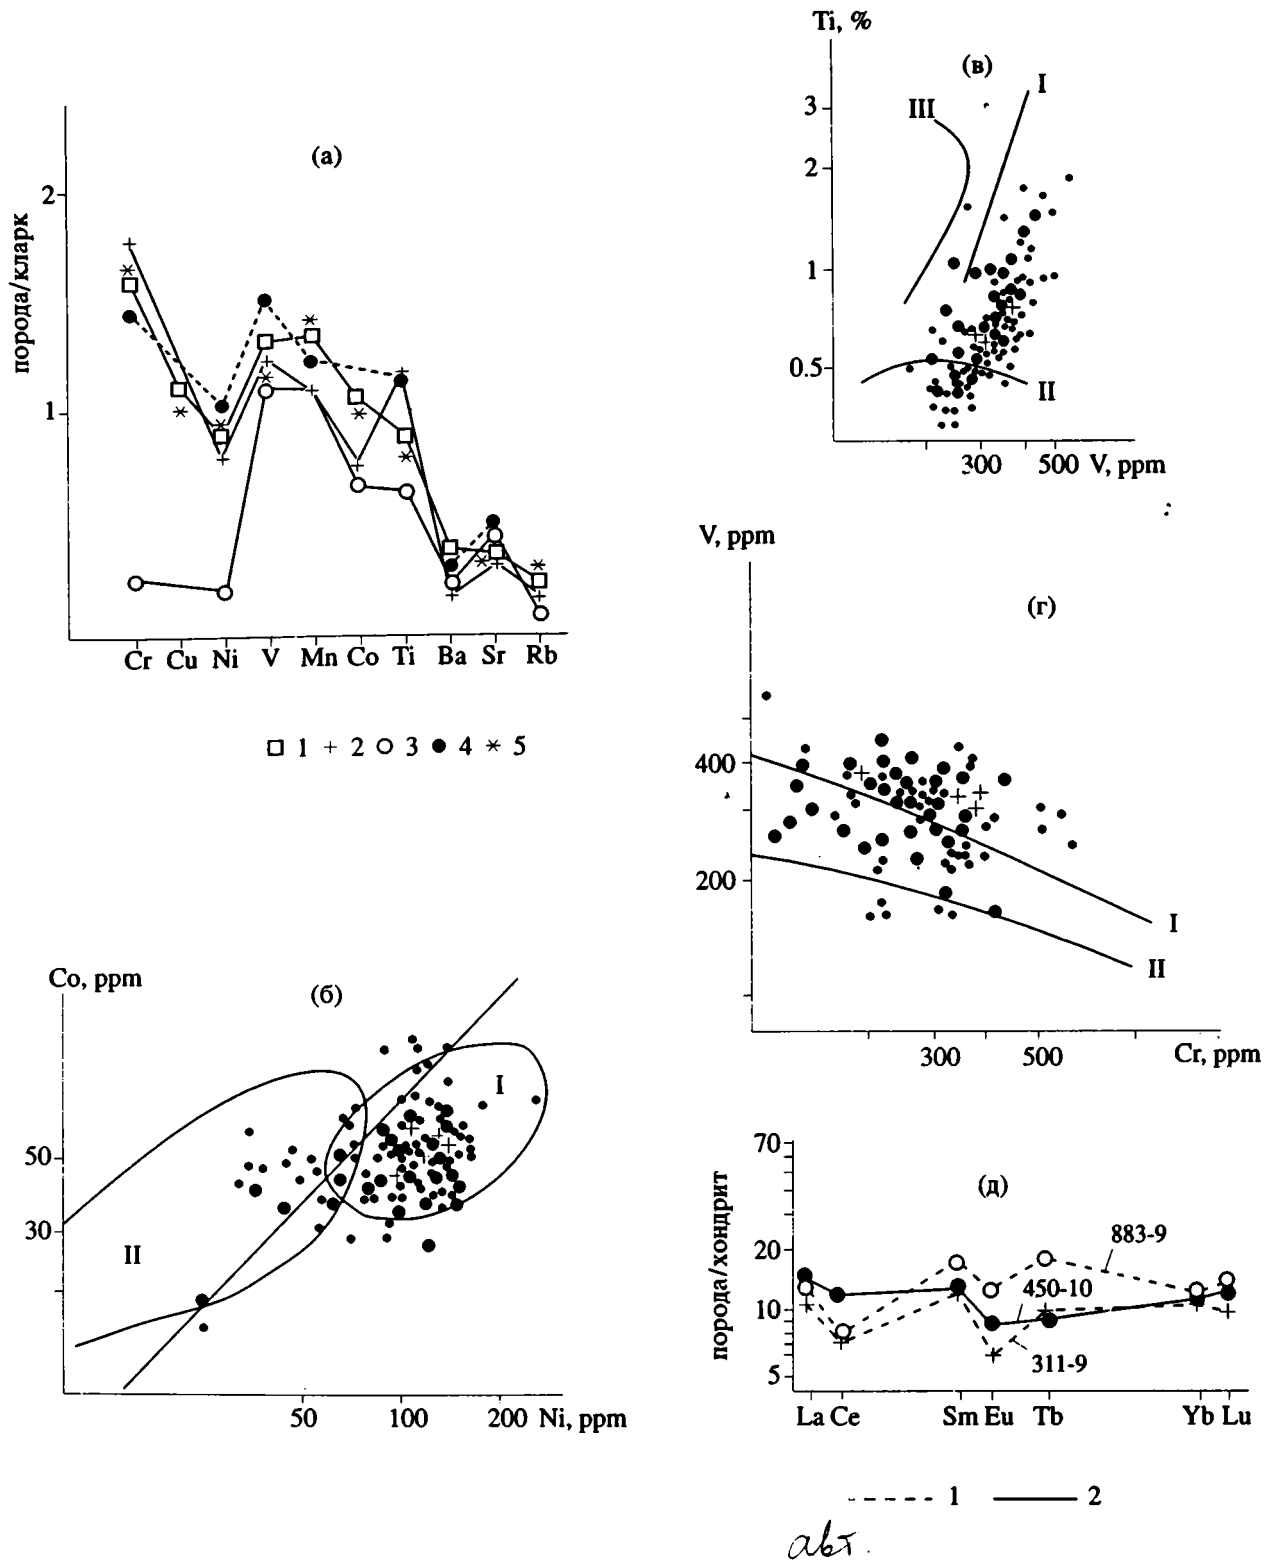 (а)
порода/кларк
2
1
Cr Cu Ni V Mn Co Ti Ba Sr Rb
1 2 3 4 5
Ti, %
(в)
III
I
3
2
1
0.5
II
300 500 V, ppm
V, ppm
(г)
400
200
I
II
300 500 Cr, ppm
Co, ppm
(б)
I
50
30
II
50 100 200 Ni, ppm
порода/хондрит
70
(д)
20
883-9
450-10
10
311-9
5
La Ce Sm Eu Tb Yb Lu
1 2
авт.